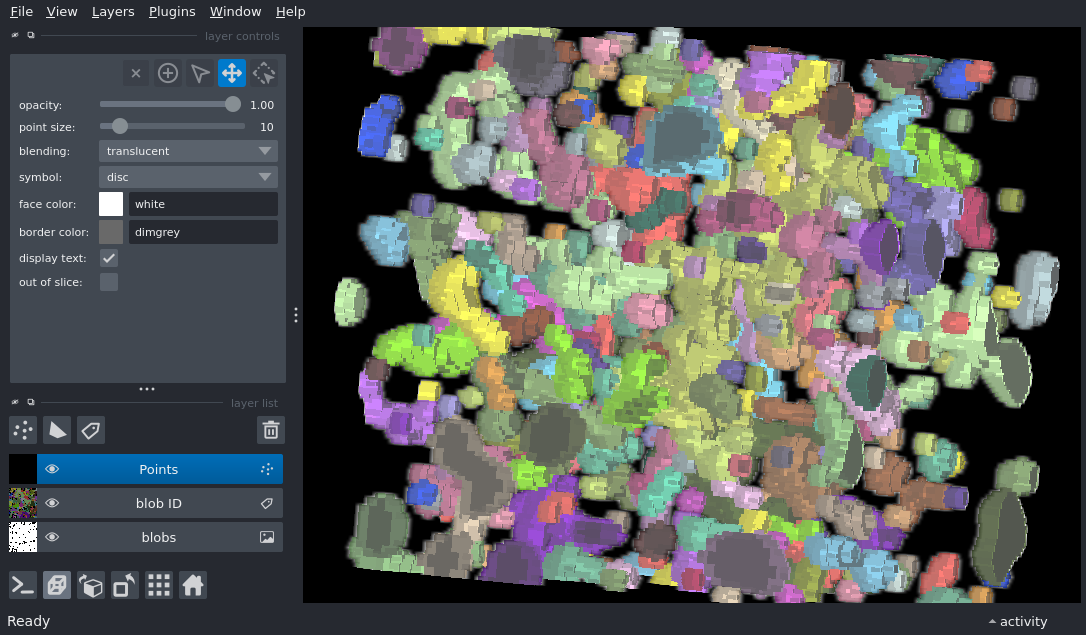 File View Layers Plugins Window Help
layer controls
opacity: 1.00
point size: 10
blending: translucent
symbol: disc
face color: white
border color: dimgrey
display text:
out of slice:
layer list
Points
blob ID
blobs
Ready
activity